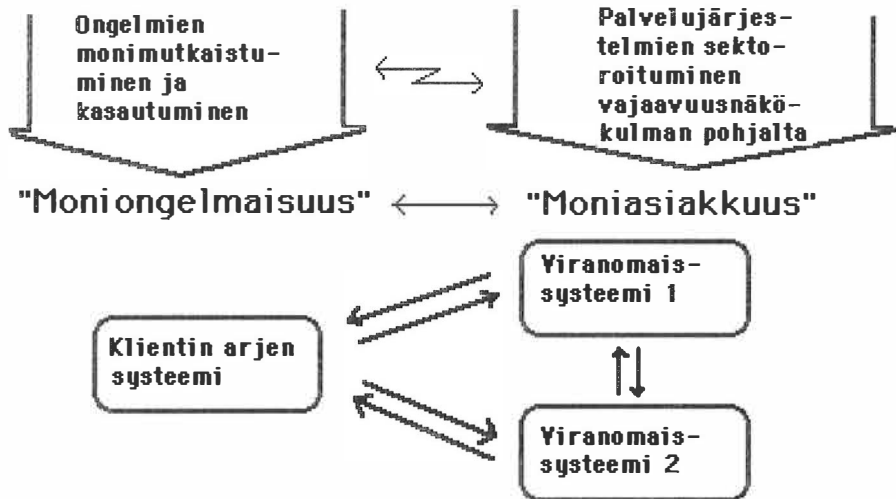 Ongelmien
monimutkaistu-
minen ja
kasautuminen
Palvelujärjes-
telmien sekto-
roituminen
vajaavuusnäkö-
kulman pohjalta
"Moniongelmaisuus"
"Moniasiakkuus"
Viranomais-
systeemi 1
Klientin arjen
systeemi
Viranomais-
systeemi 2